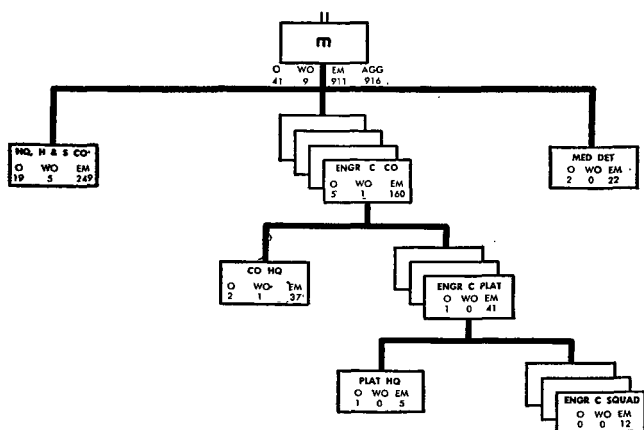 m
O WO EM AGG
41 9 911 916
HQ, H & S CO
O WO EM
19 5 249
ENGR C CO
O WO EM
5 1 160
MED DET
O WO EM
2 0 22
CO HQ
O WO EM
2 1 37
ENGR C PLAT
O WO EM
1 0 41
PLAT HQ
O WO EM
1 0 5
ENGR C SQUAD
O WO EM
0 0 12